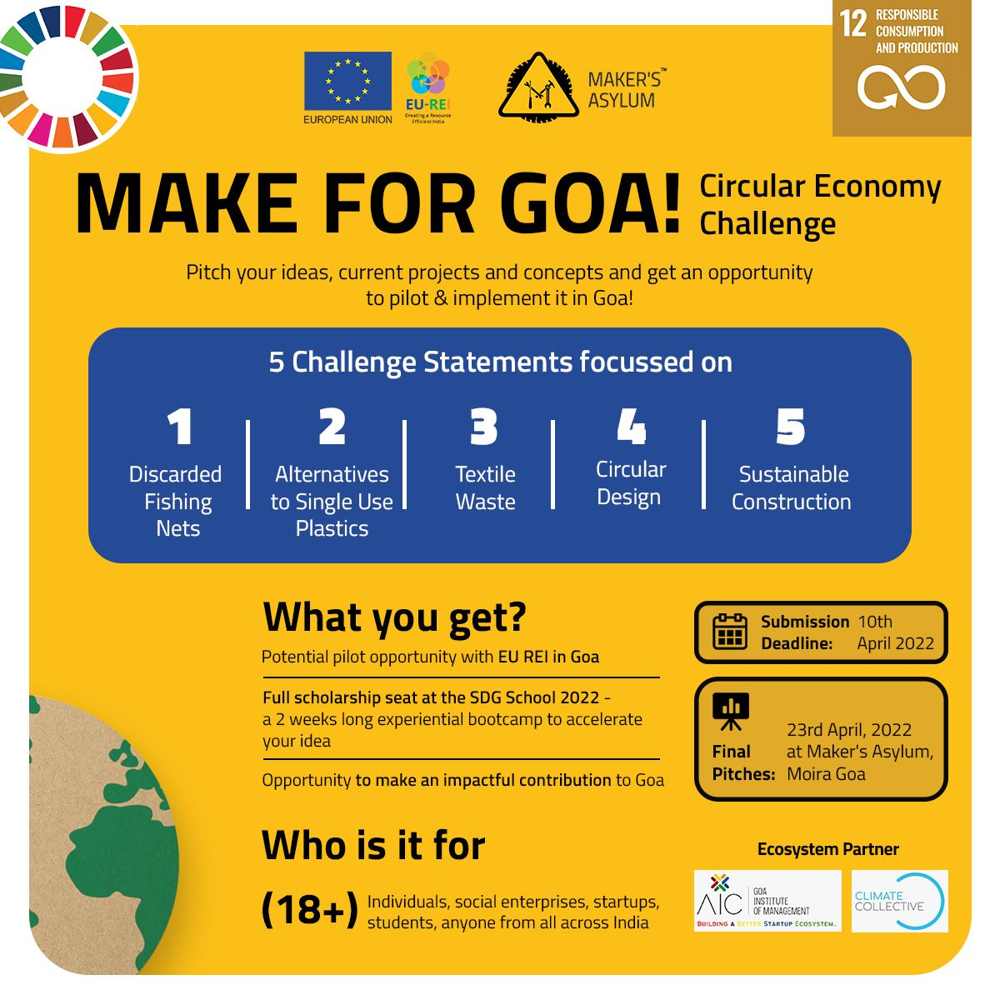 12 RESPONSIBLE
CONSUMPTION
AND PRODUCTION
EUROPEAN UNION
EU-REI
Creating a Resource
Efficient India
MAKER'S™
ASYLUM
MAKE FOR GOA!
Circular Economy
Challenge
Pitch your ideas, current projects and concepts and get an opportunity
to pilot & implement it in Goa!
5 Challenge Statements focussed on
1
Discarded
Fishing
Nets
2
Alternatives
to Single Use
Plastics
3
Textile
Waste
4
Circular
Design
5
Sustainable
Construction
What you get?
Potential pilot opportunity with EU REI in Goa
Full scholarship seat at the SDG School 2022 -
a 2 weeks long experiential bootcamp to accelerate
your idea
Opportunity to make an impactful contribution to Goa
Submission 10th
Deadline: April 2022
23rd April, 2022
Final at Maker's Asylum,
Pitches: Moira Goa
Who is it for
(18+)
Individuals, social enterprises, startups,
students, anyone from all across India
Ecosystem Partner
AIC
GOA
INSTITUTE
OF MANAGEMENT
BUILDING A BETTER STARTUP ECOSYSTEM..
CLIMATE
COLLECTIVE